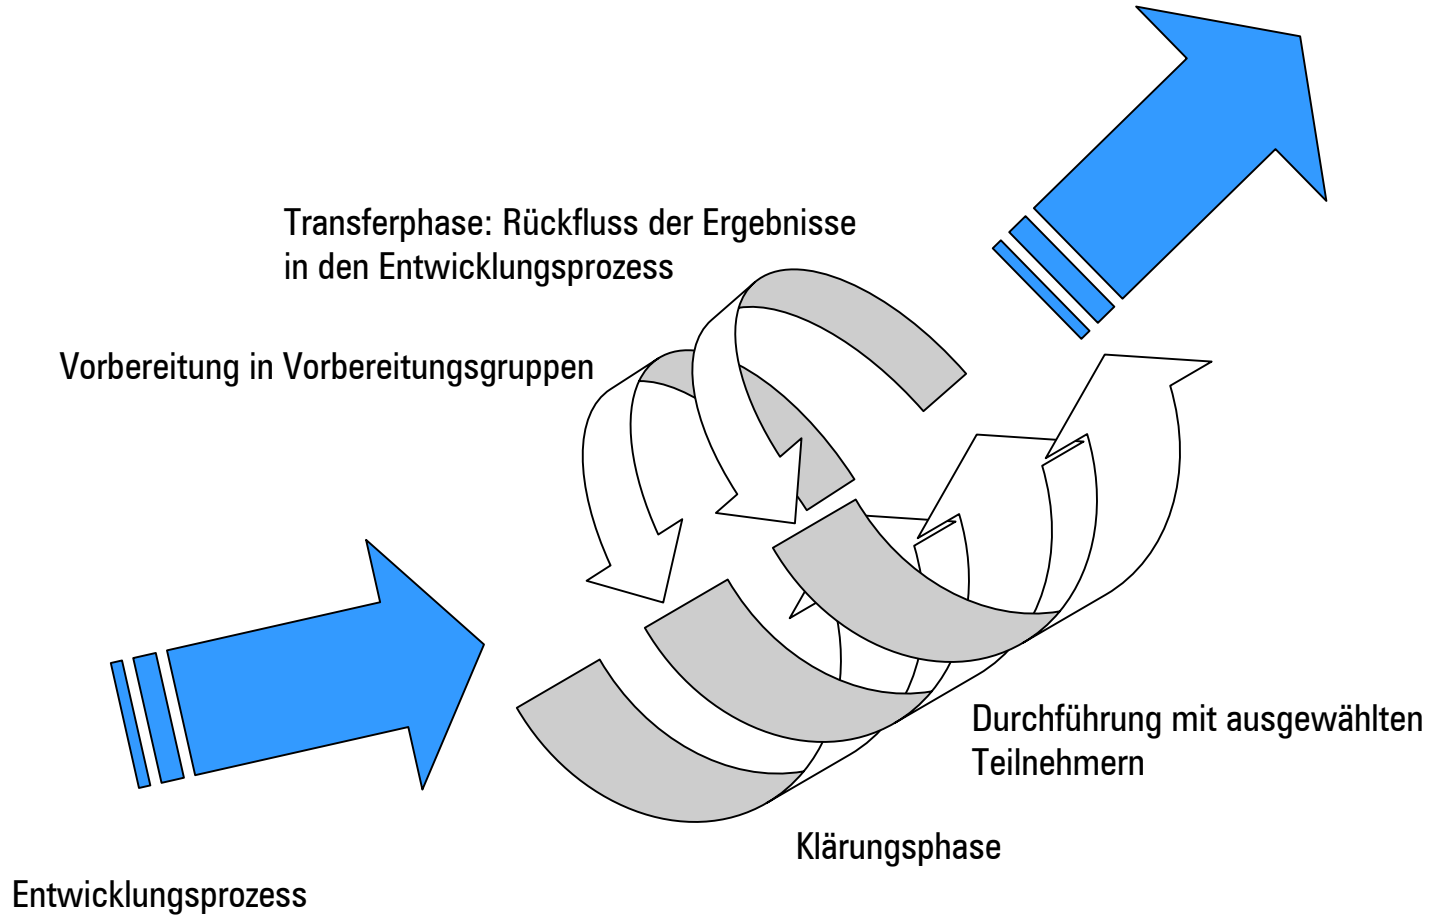 Transferphase: Rückfluss der Ergebnisse
in den Entwicklungsprozess
Vorbereitung in Vorbereitungsgruppen
Durchführung mit ausgewählten
Teilnehmern
Klärungsphase
Entwicklungsprozess